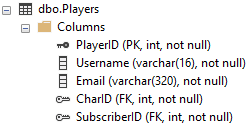 dbo.Players
Columns
PlayerID (PK, int, not null)
Username (varchar(16), not null)
Email (varchar(320), not null)
CharID (FK, int, not null)
SubscriberID (FK, int, not null)